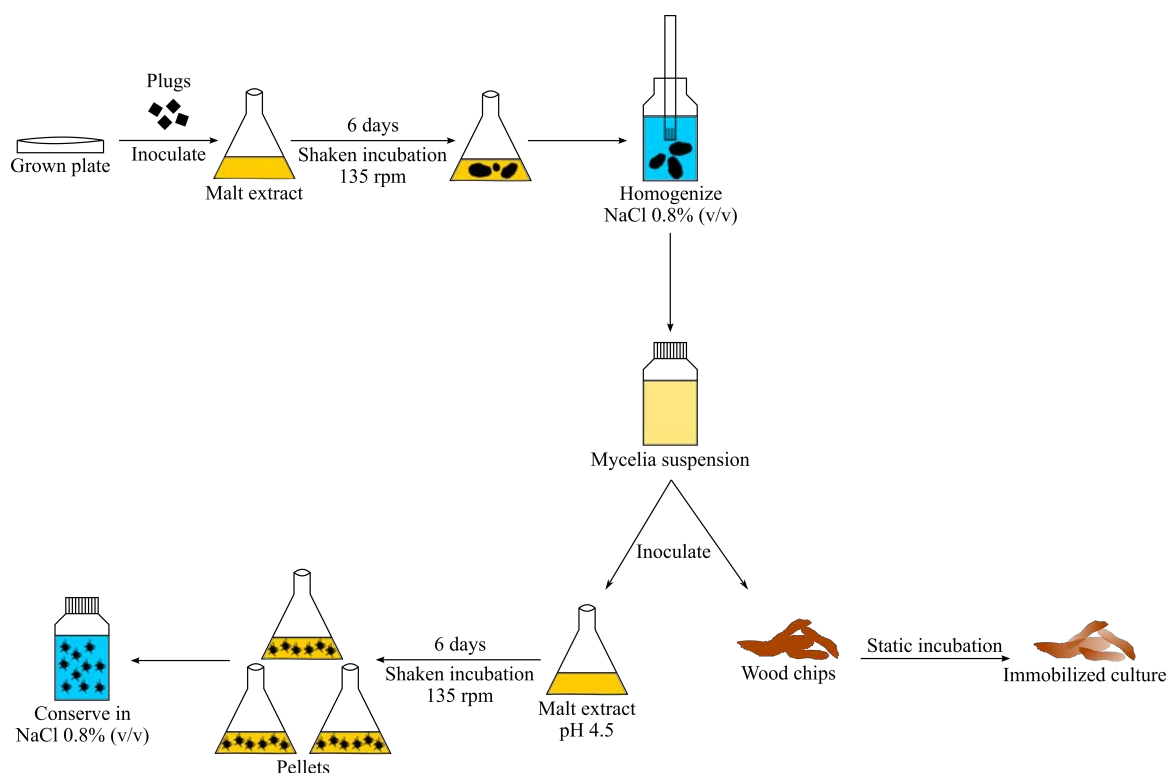 Plugs
Grown plate
Inoculate
Malt extract
6 days
Shaken incubation
135 rpm
Homogenize
NaCl 0.8% (v/v)
Mycelia suspension
Inoculate
Malt extract
pH 4.5
6 days
Shaken incubation
135 rpm
Pellets
Conserve in
NaCl 0.8% (v/v)
Wood chips
Static incubation
Immobilized culture